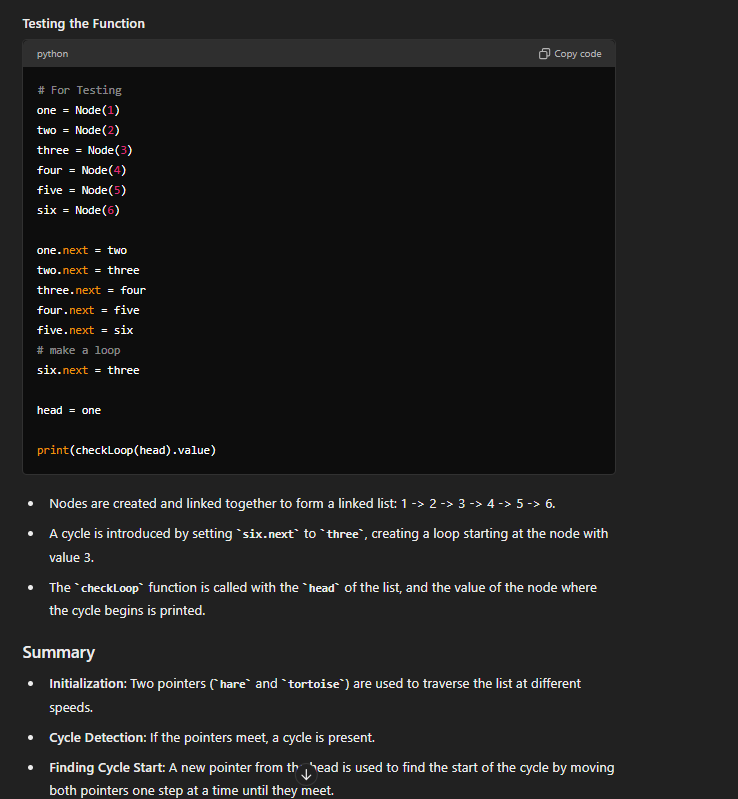 Testing the Function
python
Copy code
# For Testing
one = Node(1)
two = Node(2)
three = Node(3)
four = Node(4)
five = Node(5)
six = Node(6)
one.next = two
two.next = three
three.next = four
four.next = five
five.next = six
# make a loop
six.next = three
head = one
print(checkLoop(head).value)
• Nodes are created and linked together to form a linked list: 1 -> 2 -> 3 -> 4 -> 5 -> 6.
• A cycle is introduced by setting `six.next` to `three`, creating a loop starting at the node with
value 3.
• The `checkLoop` function is called with the `head` of the list, and the value of the node where
the cycle begins is printed.
Summary
• Initialization: Two pointers (`hare` and `tortoise`) are used to traverse the list at different
speeds.
• Cycle Detection: If the pointers meet, a cycle is present.
• Finding Cycle Start: A new pointer from the head is used to find the start of the cycle by moving
both pointers one step at a time until they meet.